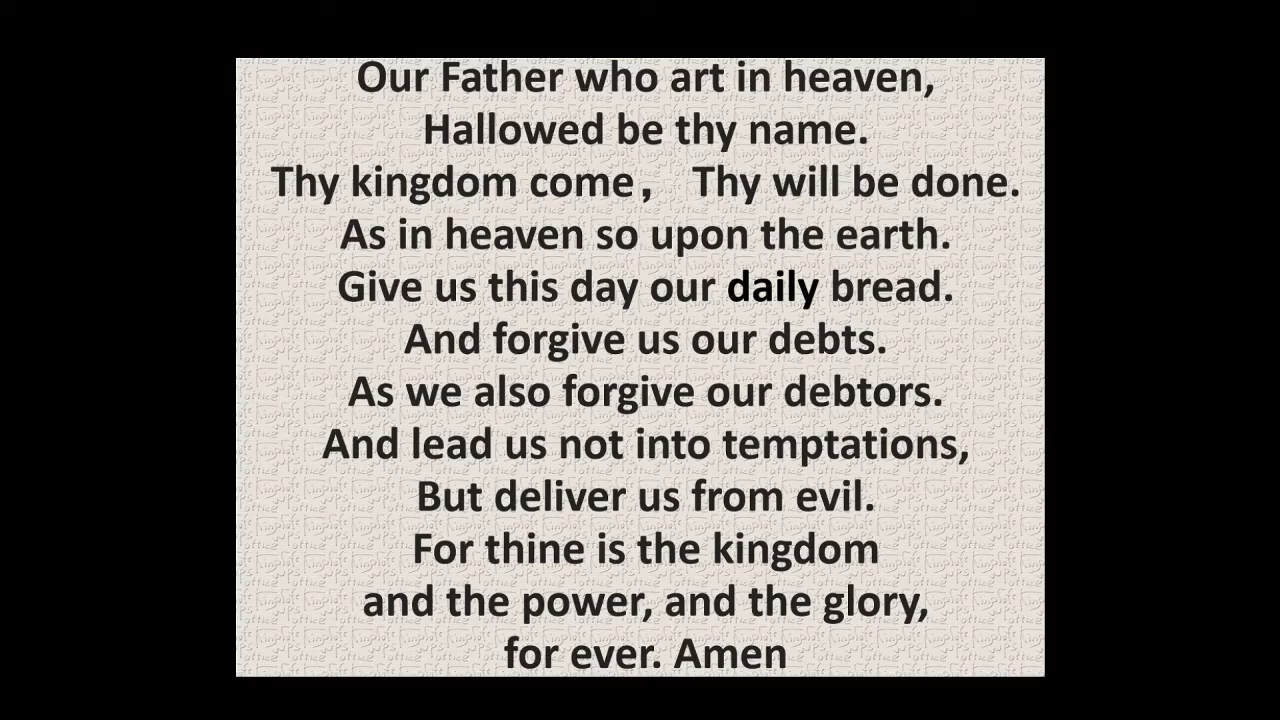 Our Father who art in heaven,
Hallowed be thy name.
Thy kingdom come， Thy will be done.
As in heaven so upon the earth.
Give us this day our daily bread.
And forgive us our debts.
As we also forgive our debtors.
And lead us not into temptations,
But deliver us from evil.
For thine is the kingdom
and the power, and the glory,
for ever. Amen